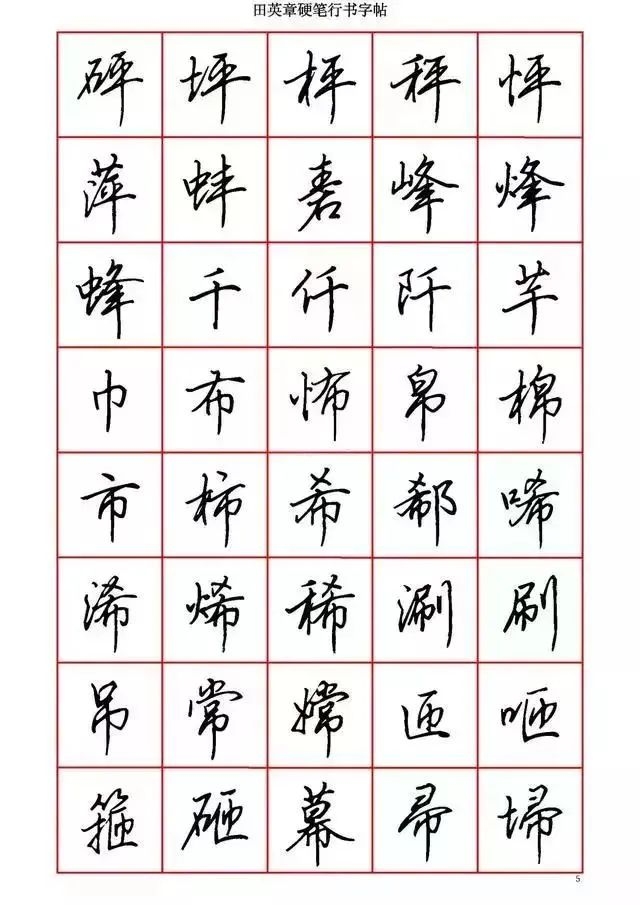 田英章硬笔行书字帖
砰坪枰秤怦
萍蚌砉峰烽
蜂千仟阡芊
巾布怖帛棉
市柿希郗唏
浠烯稀涮刷
吊常嫦匝咂
箍砸幕帚埽
5